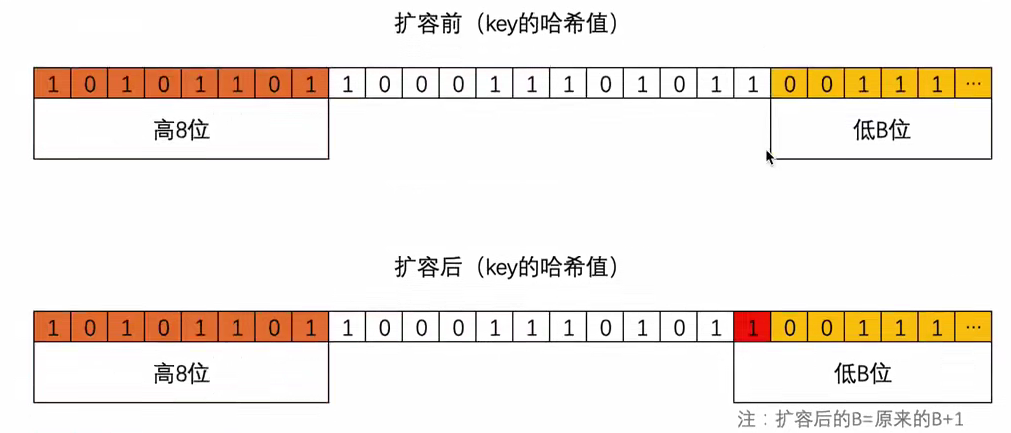 扩容前（key的哈希值）
1 0 1 0 1 1 0 1 1 0 0 0 1 1 1 0 1 0 1 1 0 0 1 1 1 ···
高8位 低B位
扩容后（key的哈希值）
1 0 1 0 1 1 0 1 1 0 0 0 1 1 1 0 1 0 1 1 0 0 1 1 1 ···
高8位 低B位
注：扩容后的B=原来的B+1